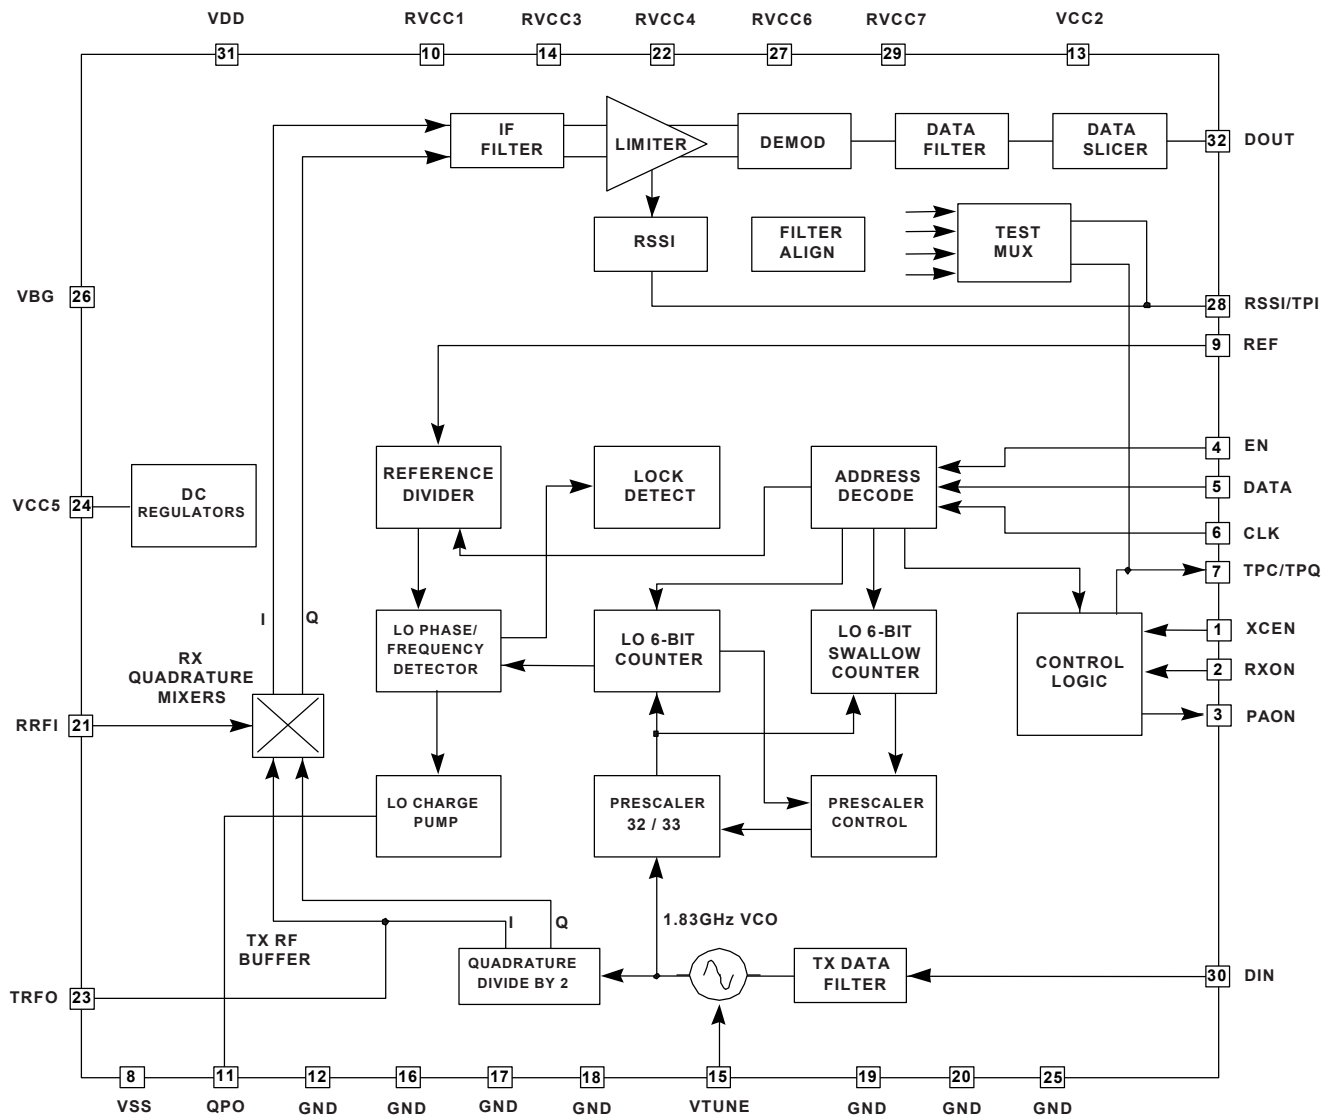 VDD RVCC1 RVCC3 RVCC4 RVCC6 RVCC7 VCC2
31 10 14 22 27 29 13
IF
FILTER
LIMITER
DEMOD
DATA
FILTER
DATA
SLICER
32 DOUT
RSSI
FILTER
ALIGN
TEST
MUX
VBG 26
28 RSSI/TPI
9 REF
REFERENCE
DIVIDER
LOCK
DETECT
ADDRESS
DECODE
4 EN
5 DATA
6 CLK
VCC5 24
DC
REGULATORS
7 TPC/TPQ
I Q
LO PHASE/
FREQUENCY
DETECTOR
LO 6-BIT
COUNTER
LO 6-BIT
SWALLOW
COUNTER
CONTROL
LOGIC
1 XCEN
2 RXON
3 PAON
RX
QUADRATURE
MIXERS
RRFI 21
LO CHARGE
PUMP
PRESCALER
32 / 33
PRESCALER
CONTROL
I Q
1.83GHz VCO
TX RF
BUFFER
QUADRATURE
DIVIDE BY 2
TX DATA
FILTER
30 DIN
TRFO 23
8 11 12 16 17 18 15 19 20 25
VSS QPO GND GND GND GND VTUNE GND GND GND